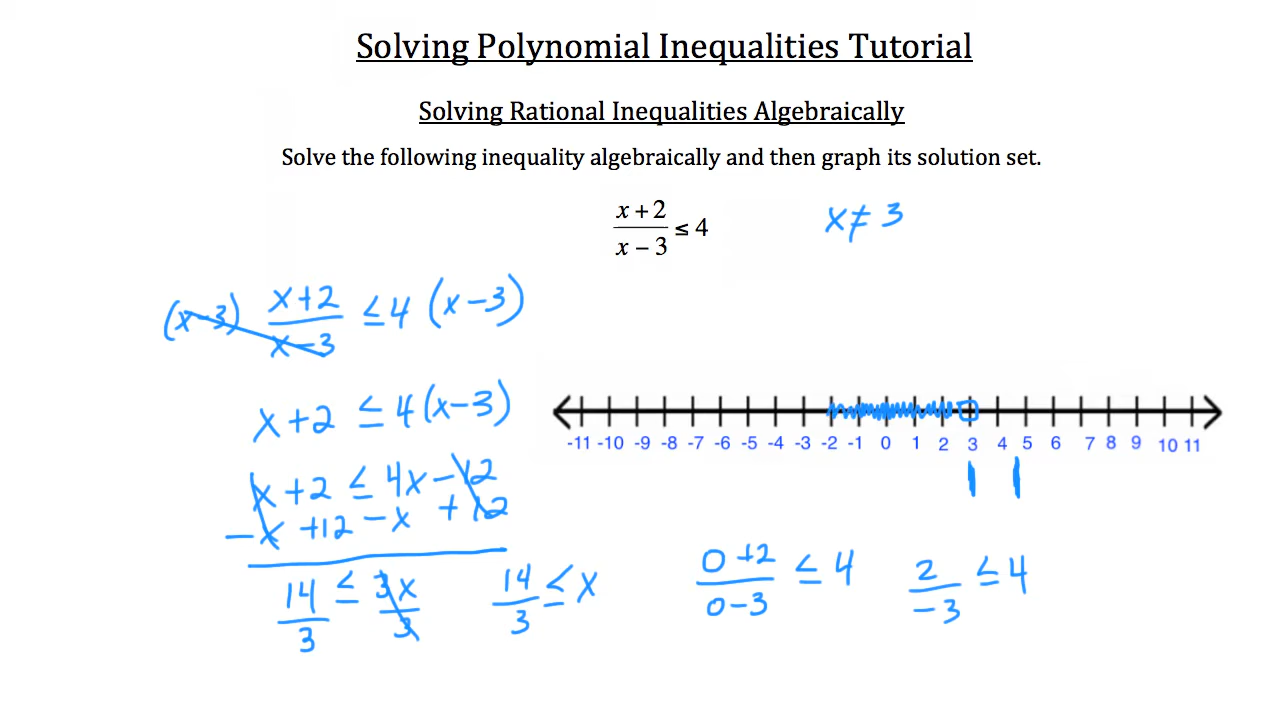 Solving Polynomial Inequalities Tutorial
Solving Rational Inequalities Algebraically
Solve the following inequality algebraically and then graph its solution set.
x + 2
x − 3
≤ 4
x ≠ 3
(x−3) x+2 ≤ 4 (x−3)
x−3
x+2 ≤ 4(x−3)
-11 -10 -9 -8 -7 -6 -5 -4 -3 -2 -1 0 1 2 3 4 5 6 7 8 9 10 11
x +2 ≤ 4x −12
−x +12 −x +12
14 ≤ 3x
3 3
14 ≤ x
3
0+2 ≤ 4
0−3
2 ≤ 4
−3